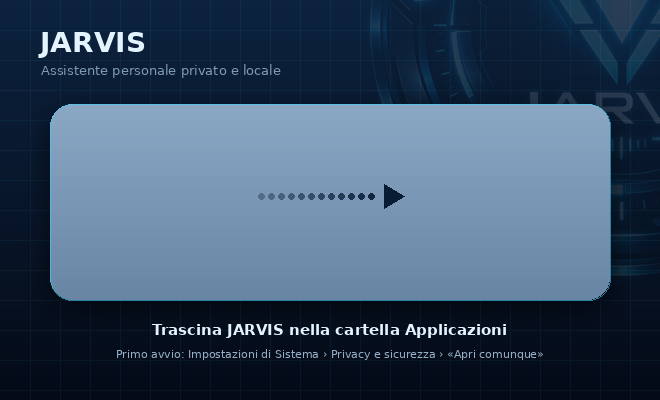 JARVIS
Assistente personale privato e locale
JARV
Trascina JARVIS nella cartella Applicazioni
Primo avvio: Impostazioni di Sistema › Privacy e sicurezza › «Apri comunque»